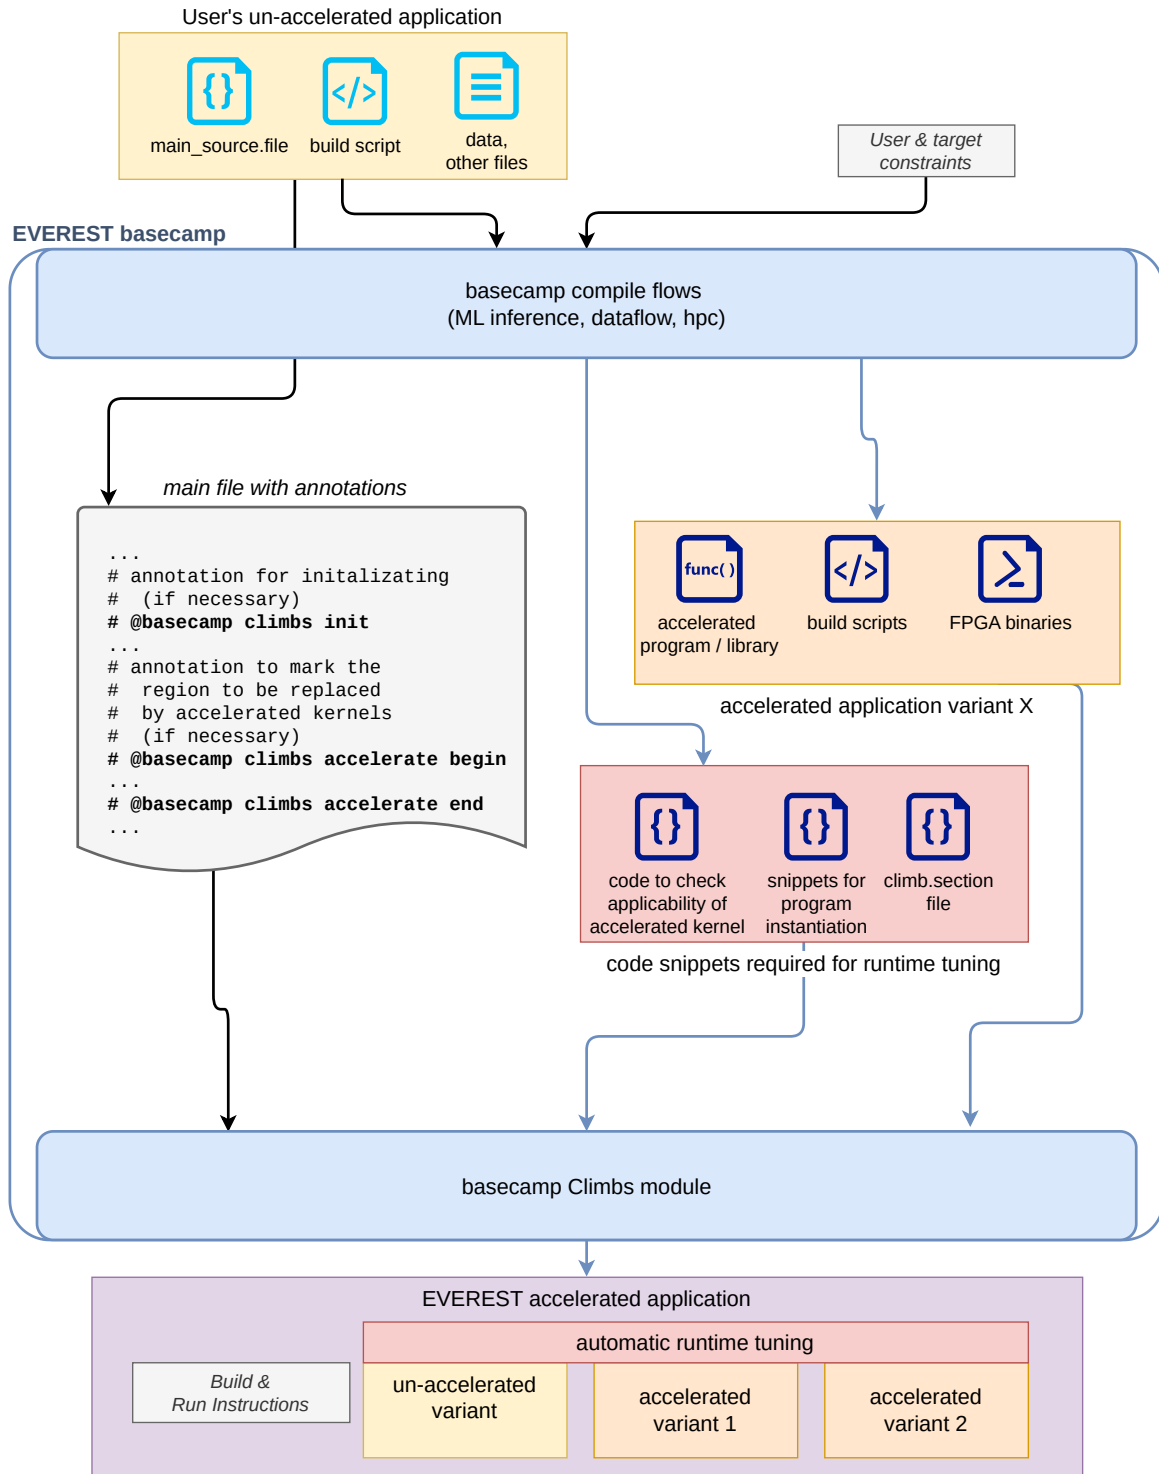 User's un-accelerated application
main_source.file
build script
data,
other files
User & target
constraints
EVEREST basecamp
basecamp compile flows
(ML inference, dataflow, hpc)
main file with annotations
...
# annotation for initalizating
#  (if necessary)
# @basecamp climbs init
...
# annotation to mark the
#  region to be replaced
#  by accelerated kernels
#  (if necessary)
# @basecamp climbs accelerate begin
...
# @basecamp climbs accelerate end
...
func()
accelerated
program / library
build scripts
FPGA binaries
accelerated application variant X
code to check
applicability of
accelerated kernel
snippets for
program
instantiation
climb.section
file
code snippets required for runtime tuning
basecamp Climbs module
EVEREST accelerated application
automatic runtime tuning
Build &
Run Instructions
un-accelerated
variant
accelerated
variant 1
accelerated
variant 2